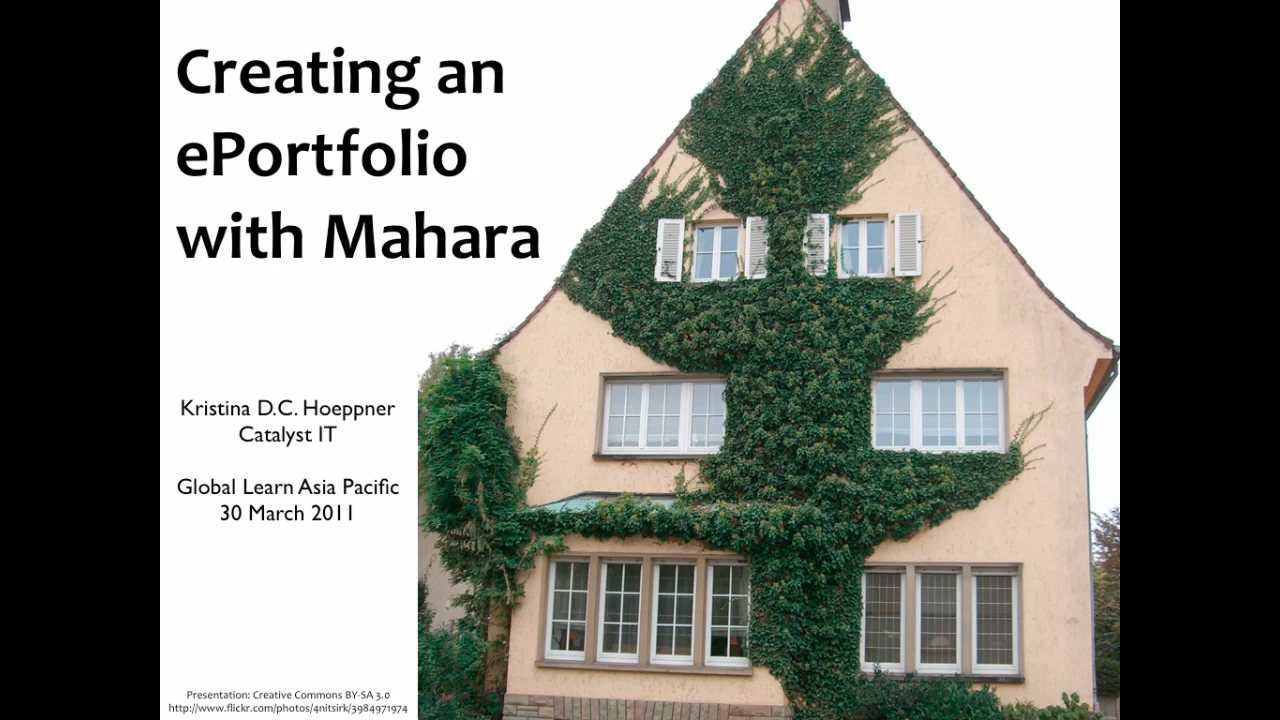 Creating an
ePortfolio
with Mahara
Kristina D.C. Hoeppner
Catalyst IT
Global Learn Asia Pacific
30 March 2011
Presentation: Creative Commons BY-SA 3.0
http://www.flickr.com/photos/4nitsirk/3984971974